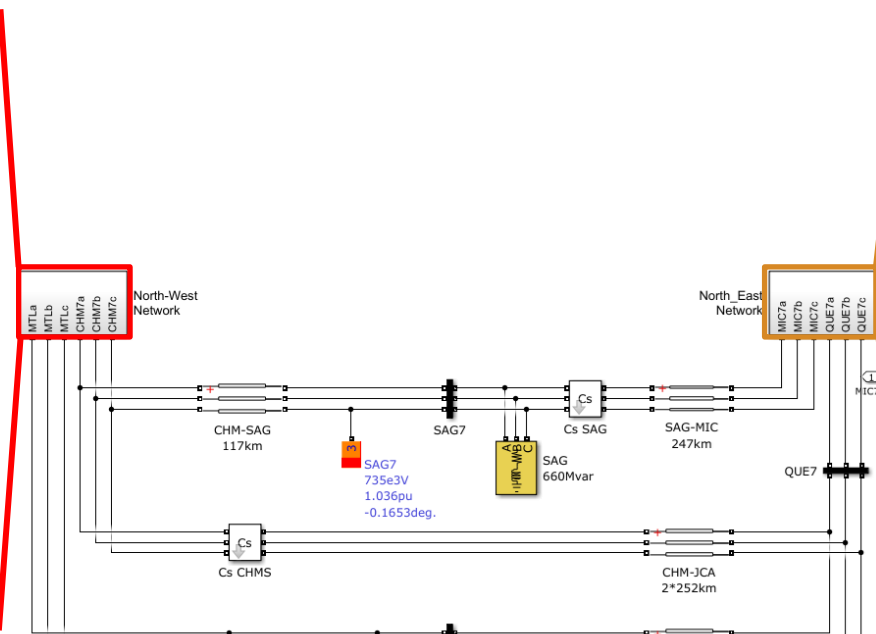 North-West
Network
MTLa
MTLb
MTLc
CHM7a
CHM7b
CHM7c
North_East
Network
MIC7a
MIC7b
MIC7c
QUE7a
QUE7b
QUE7c
1
MIC7
CHM-SAG
117km
SAG7
Cs
Cs SAG
SAG-MIC
247km
3
SAG7
735e3V
1.036pu
-0.1653deg.
A
B
C
SAG
660Mvar
QUE7
Cs
Cs CHMS
CHM-JCA
2*252km